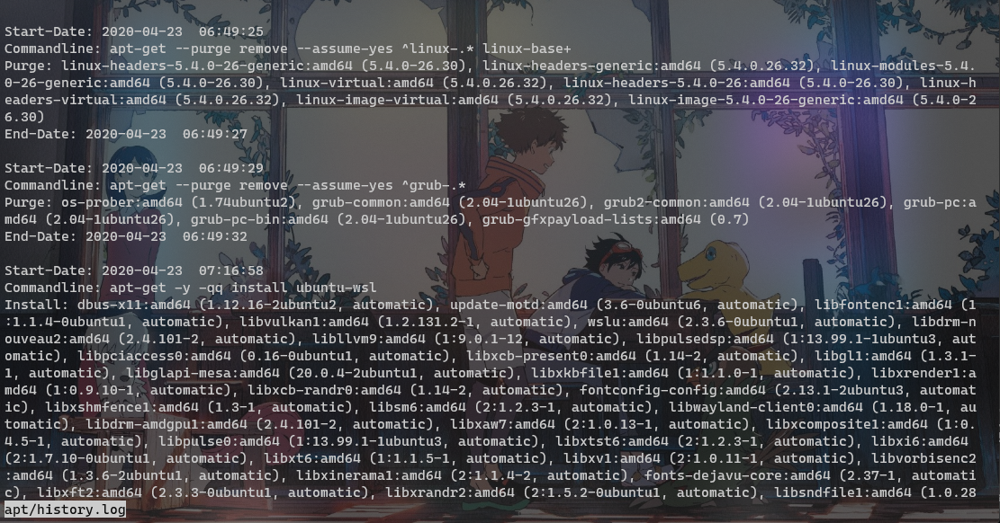 Start-Date: 2020-04-23  06:49:25
Commandline: apt-get --purge remove --assume-yes ^linux-.* linux-base+
Purge: linux-headers-5.4.0-26-generic:amd64 (5.4.0-26.30), linux-headers-generic:amd64 (5.4.0.26.32), linux-modules-5.4.
0-26-generic:amd64 (5.4.0-26.30), linux-virtual:amd64 (5.4.0.26.32), linux-headers-5.4.0-26:amd64 (5.4.0-26.30), linux-h
eaders-virtual:amd64 (5.4.0.26.32), linux-image-virtual:amd64 (5.4.0.26.32), linux-image-5.4.0-26-generic:amd64 (5.4.0-2
6.30)
End-Date: 2020-04-23  06:49:27
Start-Date: 2020-04-23  06:49:29
Commandline: apt-get --purge remove --assume-yes ^grub-.*
Purge: os-prober:amd64 (1.74ubuntu2), grub-common:amd64 (2.04-1ubuntu26), grub2-common:amd64 (2.04-1ubuntu26), grub-pc:a
md64 (2.04-1ubuntu26), grub-pc-bin:amd64 (2.04-1ubuntu26), grub-gfxpayload-lists:amd64 (0.7)
End-Date: 2020-04-23  06:49:32
Start-Date: 2020-04-23  07:16:58
Commandline: apt-get -y -qq install ubuntu-wsl
Install: dbus-x11:amd64 (1.12.16-2ubuntu2, automatic), update-motd:amd64 (3.6-0ubuntu6, automatic), libfontenc1:amd64 (1
:1.1.4-0ubuntu1, automatic), libvulkan1:amd64 (1.2.131.2-1, automatic), wslu:amd64 (2.3.6-0ubuntu1, automatic), libdrm-n
ouveau2:amd64 (2.4.101-2, automatic), libllvm9:amd64 (1:9.0.1-12, automatic), libpulsedsp:amd64 (1:13.99.1-1ubuntu3, aut
omatic), libpciaccess0:amd64 (0.16-0ubuntu1, automatic), libxcb-present0:amd64 (1.14-2, automatic), libgl1:amd64 (1.3.1-
1, automatic), libglapi-mesa:amd64 (20.0.4-2ubuntu1, automatic), libxkbfile1:amd64 (1:1.1.0-1, automatic), libxrender1:a
md64 (1:0.9.10-1, automatic), libxcb-randr0:amd64 (1.14-2, automatic), fontconfig-config:amd64 (2.13.1-2ubuntu3, automat
ic), libxshmfence1:amd64 (1.3-1, automatic), libsm6:amd64 (2:1.2.3-1, automatic), libwayland-client0:amd64 (1.18.0-1, au
tomatic), libdrm-amdgpu1:amd64 (2.4.101-2, automatic), libxaw7:amd64 (2:1.0.13-1, automatic), libxcomposite1:amd64 (1:0.
4.5-1, automatic), libpulse0:amd64 (1:13.99.1-1ubuntu3, automatic), libxtst6:amd64 (2:1.2.3-1, automatic), libxi6:amd64
(2:1.7.10-0ubuntu1, automatic), libxt6:amd64 (1:1.1.5-1, automatic), libxv1:amd64 (2:1.0.11-1, automatic), libvorbisenc2
:amd64 (1.3.6-2ubuntu1, automatic), libxinerama1:amd64 (2:1.1.4-2, automatic), fonts-dejavu-core:amd64 (2.37-1, automati
c), libxft2:amd64 (2.3.3-0ubuntu1, automatic), libxrandr2:amd64 (2:1.5.2-0ubuntu1, automatic), libsndfile1:amd64 (1.0.28
apt/history.log